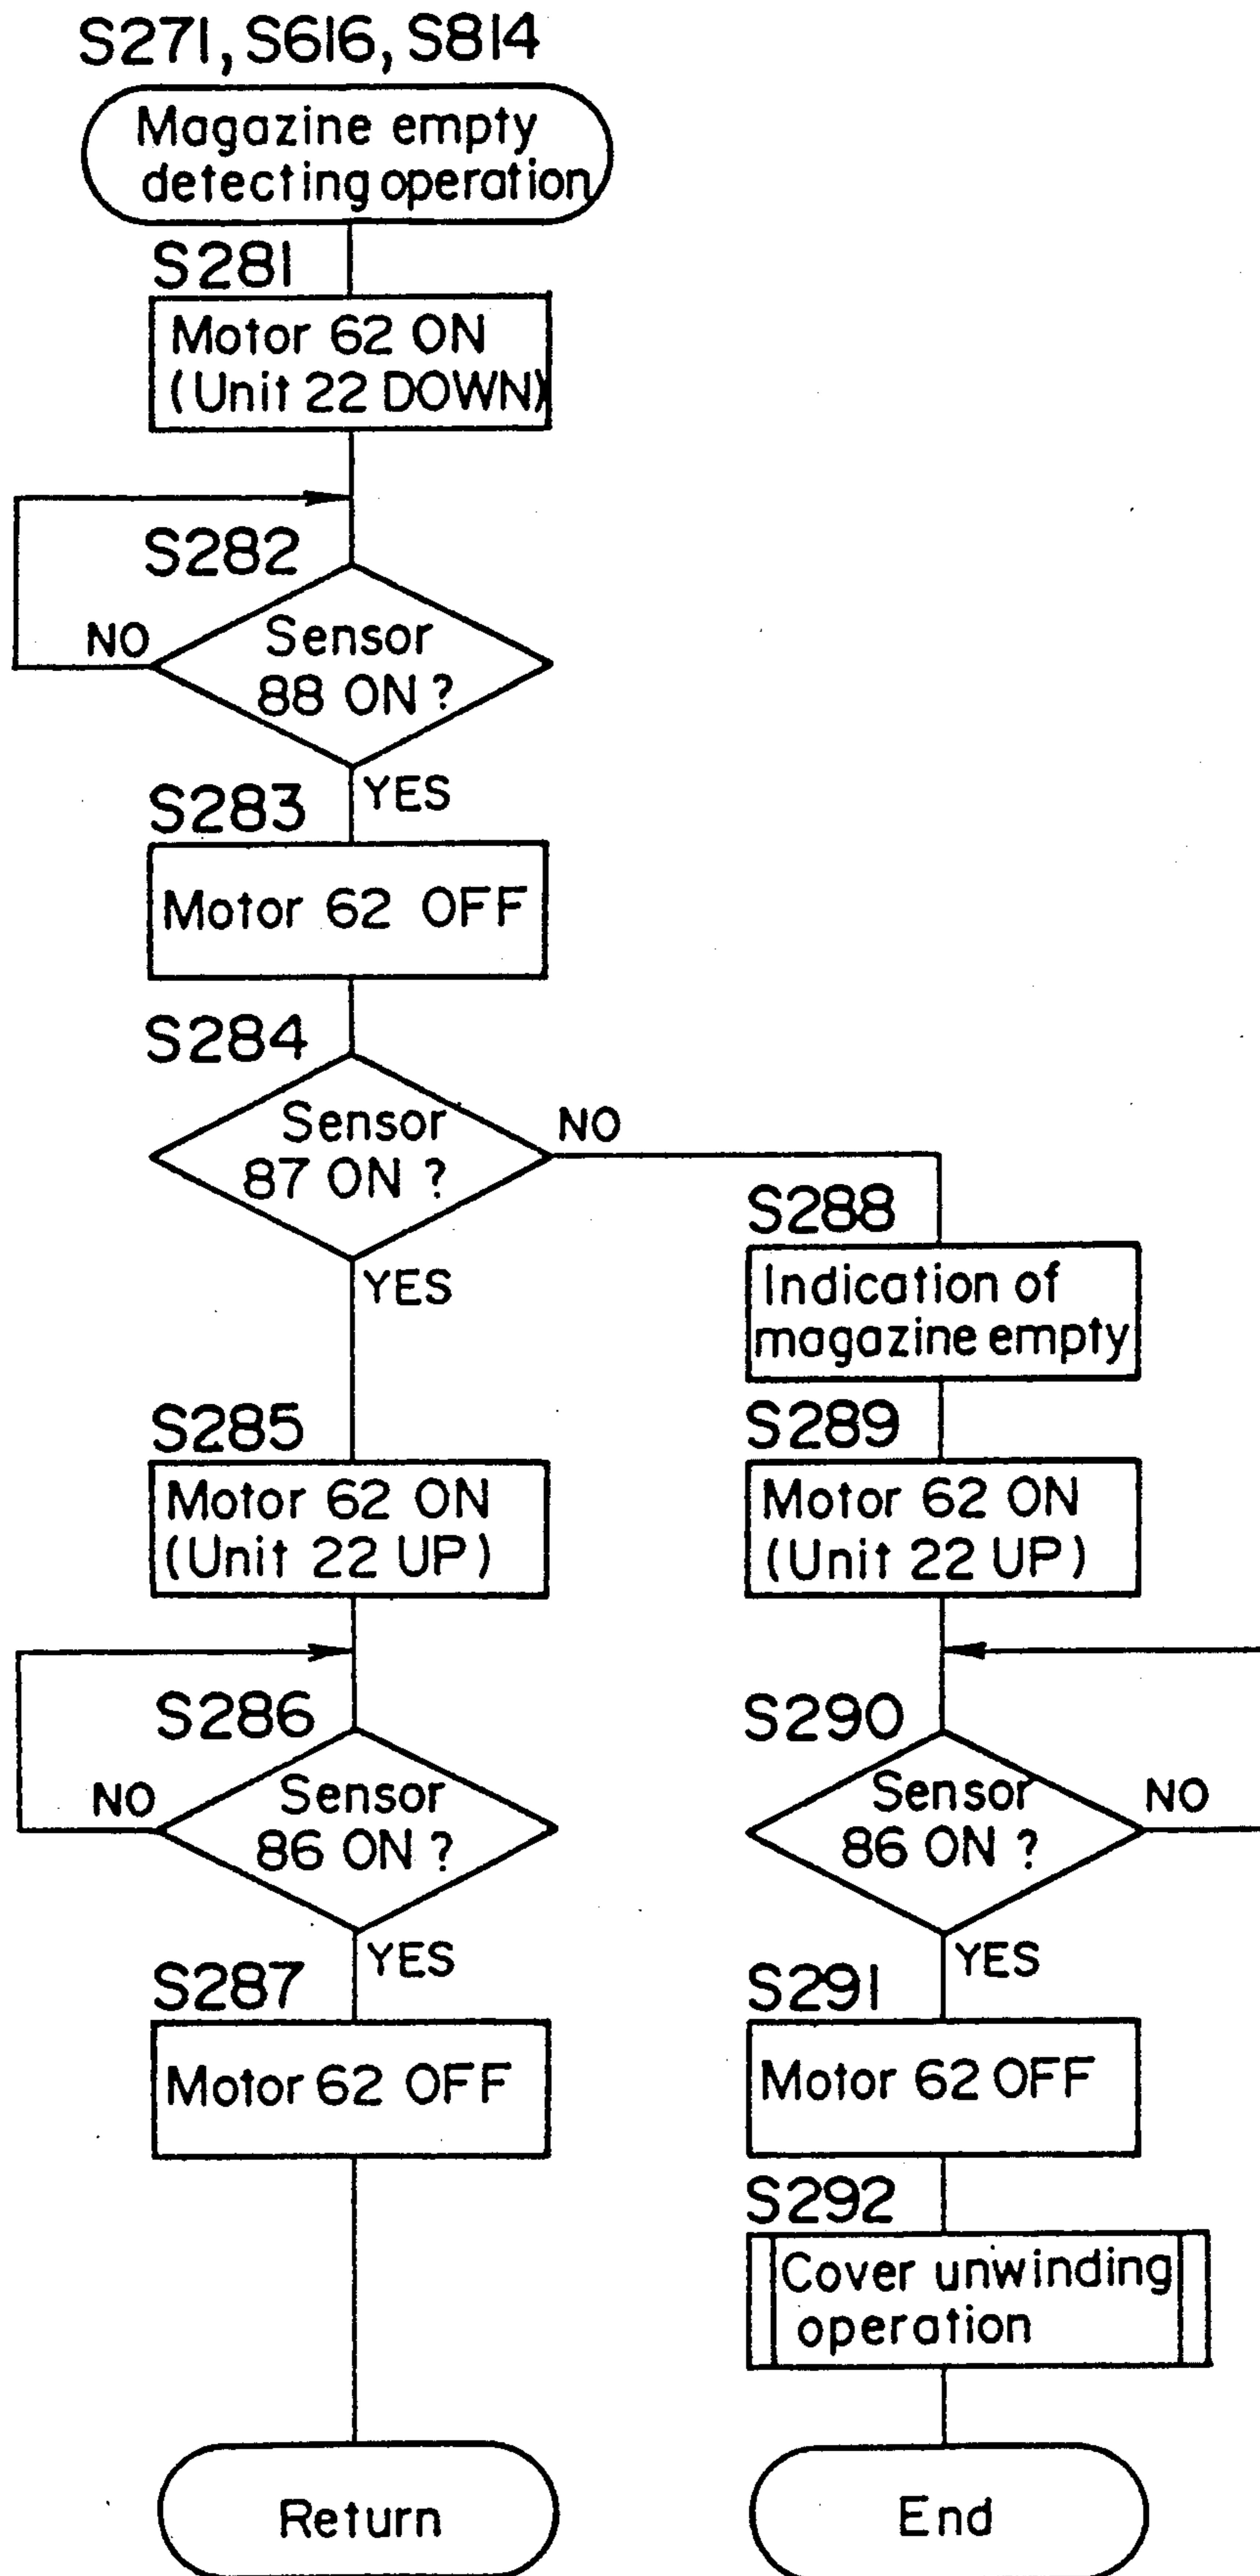 S271, S616, S814
Magazine empty
detecting operation
S281
Motor 62 ON
(Unit 22 DOWN)
S282
NO
Sensor
88 ON ?
YES
S283
Motor 62 OFF
S284
Sensor
87 ON ?
NO
YES
S288
Indication of
magazine empty
S285
Motor 62 ON
(Unit 22 UP)
S289
Motor 62 ON
(Unit 22 UP)
S286
NO
Sensor
86 ON ?
YES
S290
Sensor
86 ON ?
NO
YES
S287
Motor 62 OFF
S291
Motor 62 OFF
S292
Cover unwinding
operation
Return
End